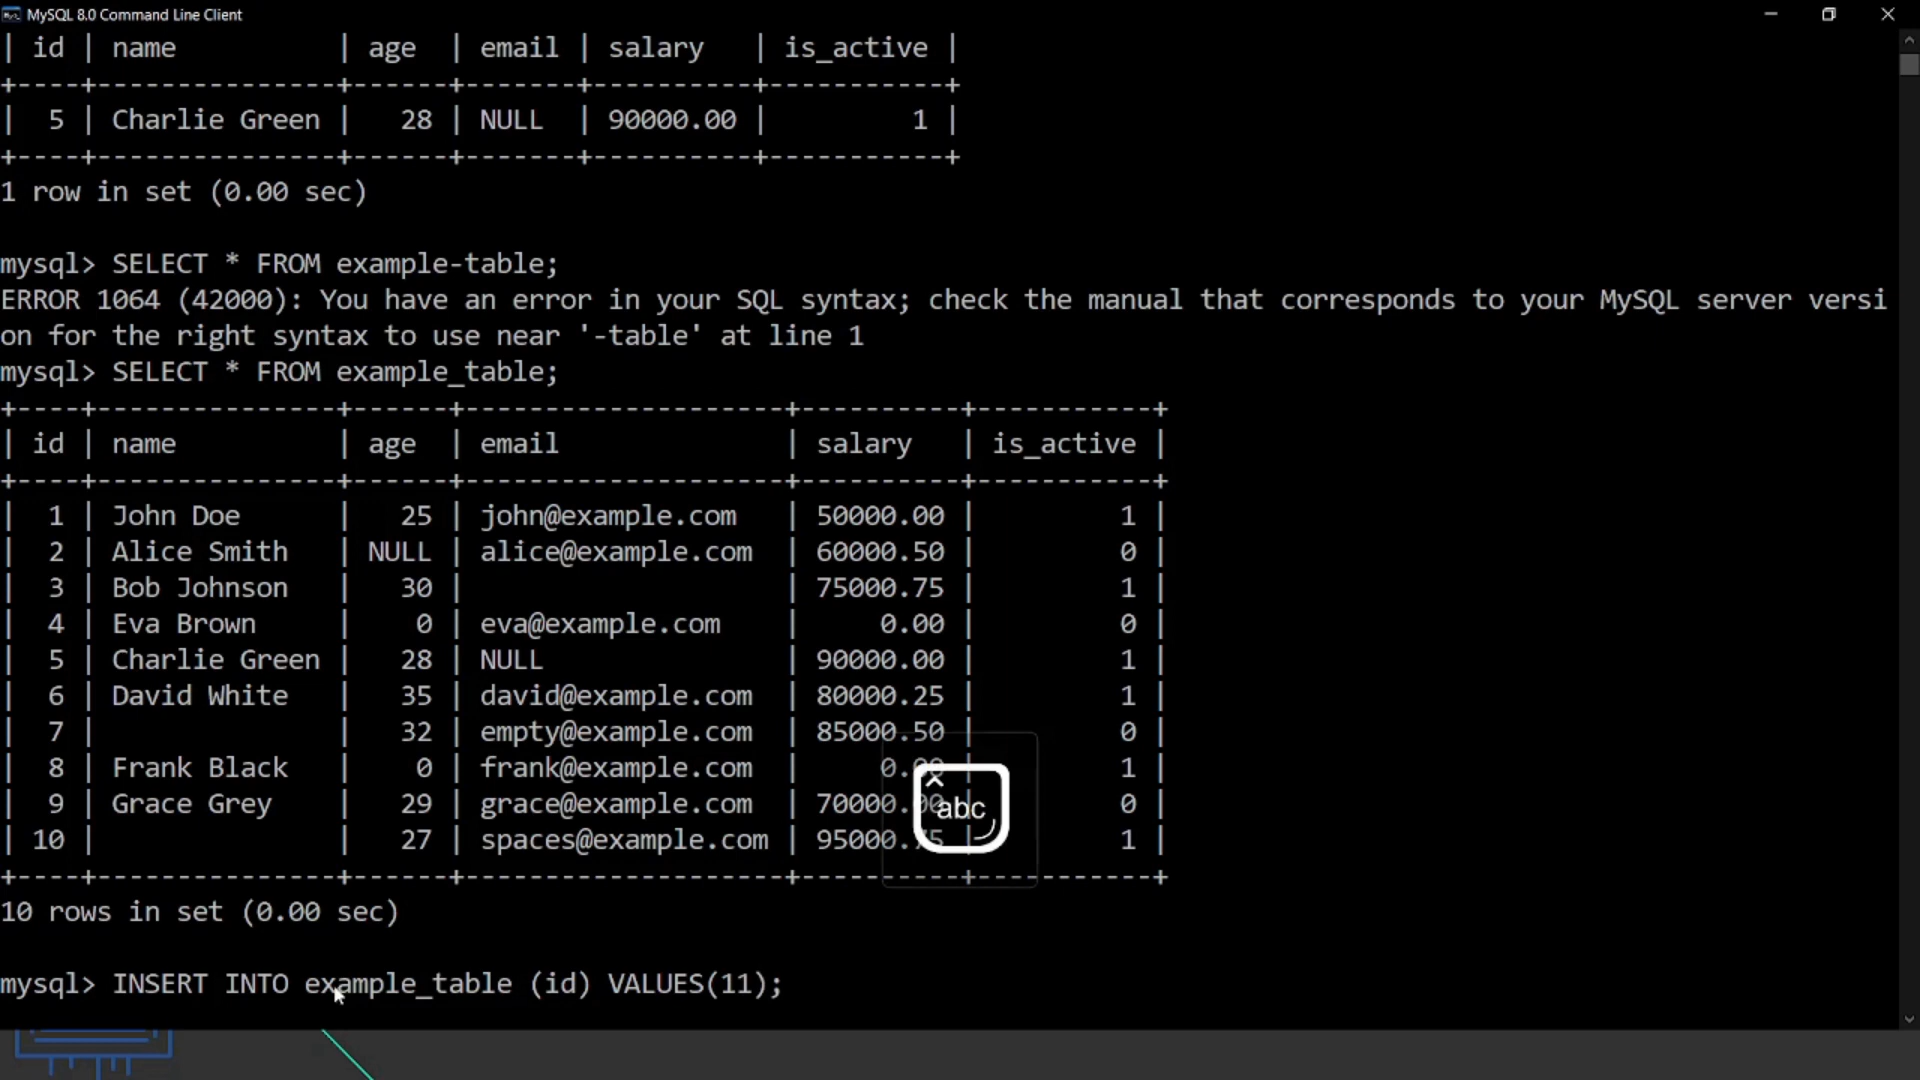 MySQL 8.0 Command Line Client
| id | name          | age  | email | salary   | is_active |
+----+---------------+------+-------+----------+-----------+
|  5 | Charlie Green |   28 | NULL  | 90000.00 |         1 |
+----+---------------+------+-------+----------+-----------+
1 row in set (0.00 sec)
mysql> SELECT * FROM example-table;
ERROR 1064 (42000): You have an error in your SQL syntax; check the manual that corresponds to your MySQL server versi
on for the right syntax to use near '-table' at line 1
mysql> SELECT * FROM example_table;
+----+---------------+------+--------------------+----------+-----------+
| id | name          | age  | email              | salary   | is_active |
+----+---------------+------+--------------------+----------+-----------+
|  1 | John Doe      |   25 | john@example.com   | 50000.00 |         1 |
|  2 | Alice Smith   | NULL | alice@example.com  | 60000.50 |         0 |
|  3 | Bob Johnson   |   30 |                    | 75000.75 |         1 |
|  4 | Eva Brown     |    0 | eva@example.com    |     0.00 |         0 |
|  5 | Charlie Green |   28 | NULL               | 90000.00 |         1 |
|  6 | David White   |   35 | david@example.com  | 80000.25 |         1 |
|  7 |               |   32 | empty@example.com  | 85000.50 |         0 |
|  8 | Frank Black   |    0 | frank@example.com  |     0.00 |         1 |
|  9 | Grace Grey    |   29 | grace@example.com  | 70000.00 |         0 |
| 10 |               |   27 | spaces@example.com | 95000.75 |         1 |
+----+---------------+------+--------------------+----------+-----------+
abc
10 rows in set (0.00 sec)
mysql> INSERT INTO example_table (id) VALUES(11);